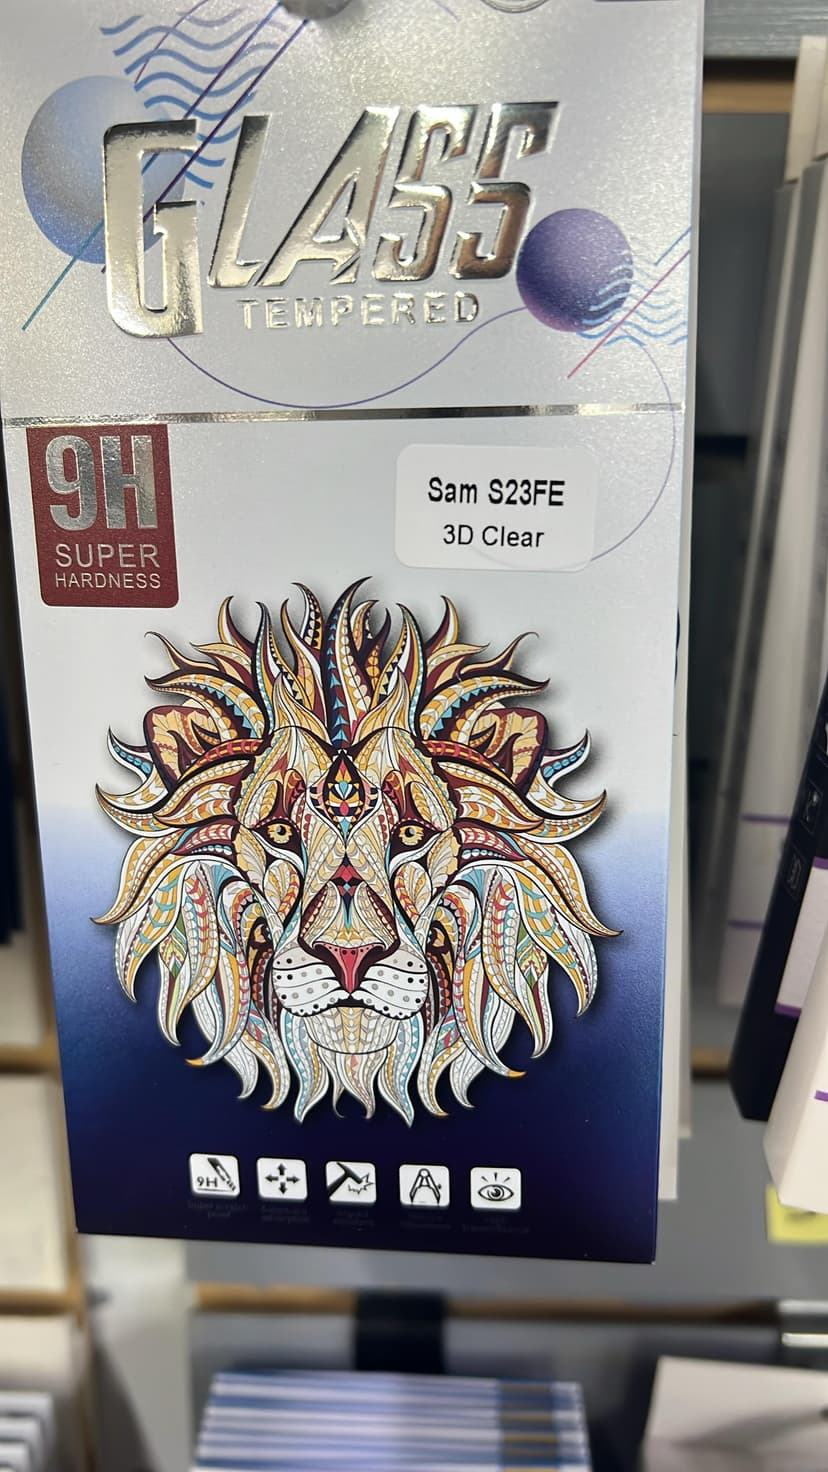 GLASS
TEMPERED
9H
SUPER
HARDNESS
Sam S23FE
3D Clear
9H